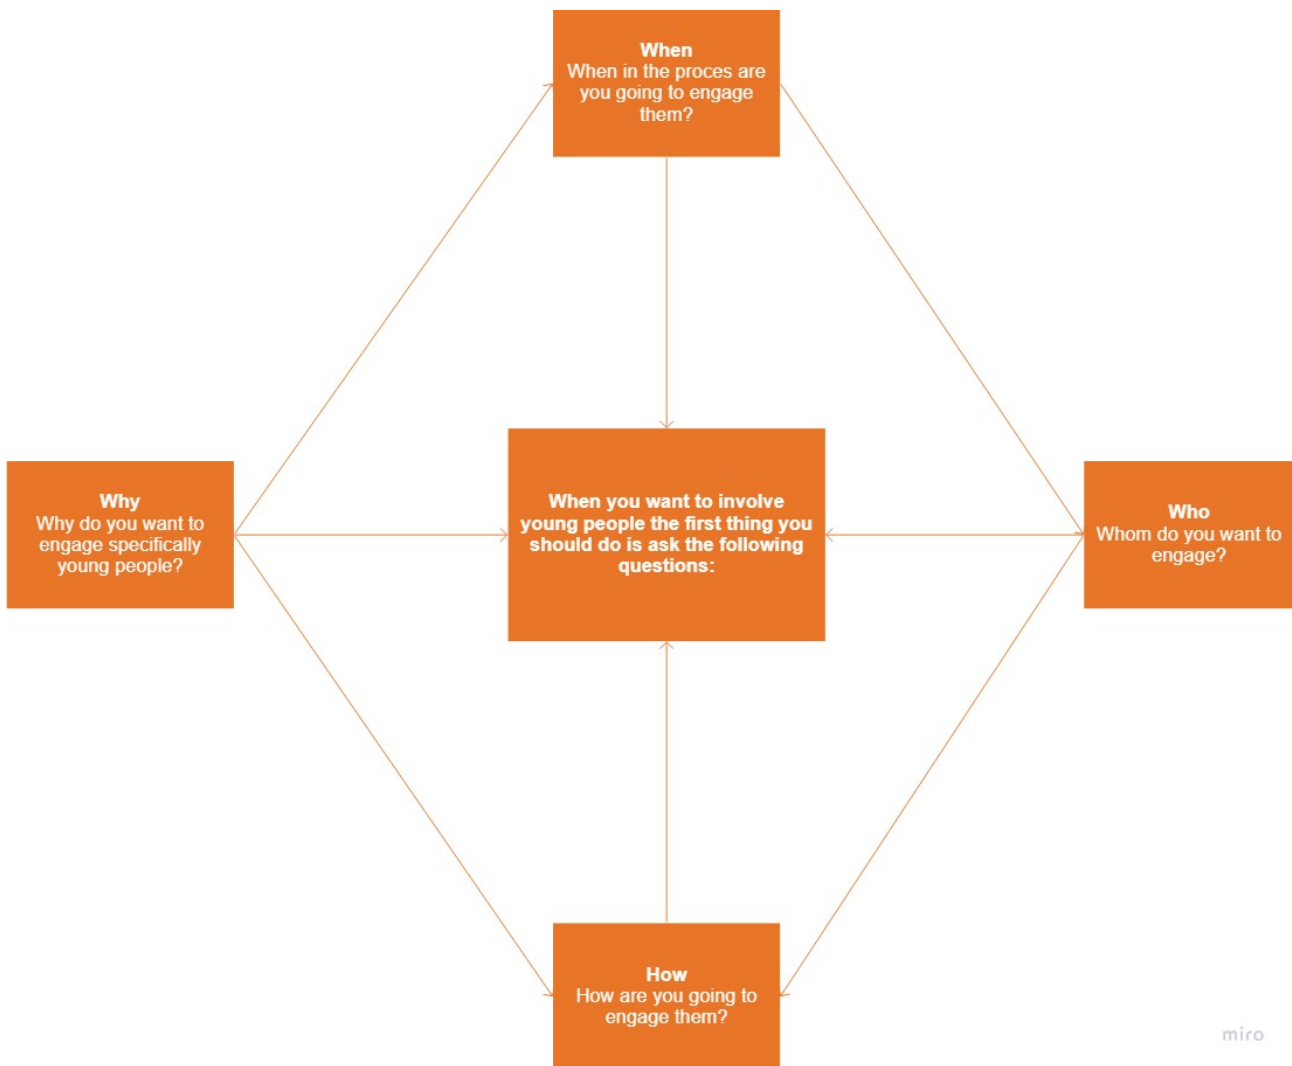 When
When in the proces are
you going to engage
them?
Why
Why do you want to
engage specifically
young people?
When you want to involve
young people the first thing you
should do is ask the following
questions:
Who
Whom do you want to
engage?
How
How are you going to
engage them?
miro